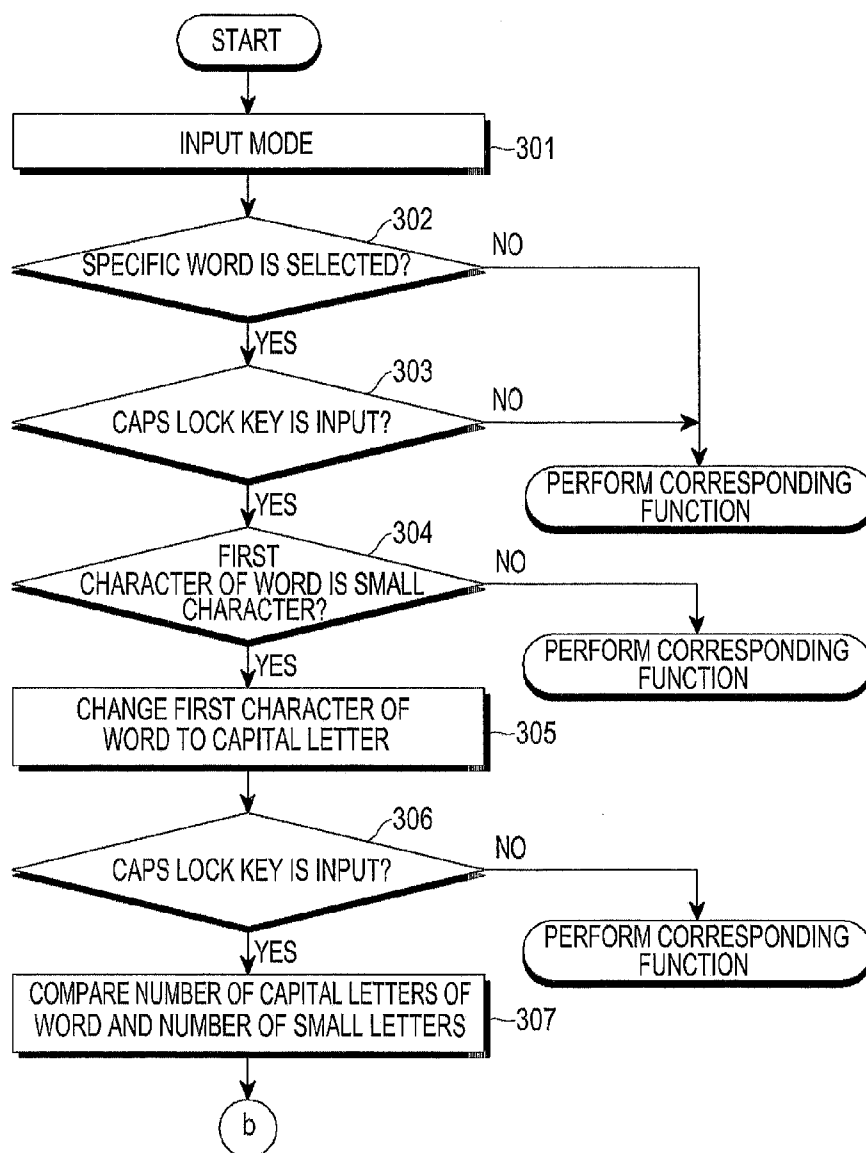 START
INPUT MODE
301
302
SPECIFIC WORD IS SELECTED?
NO
YES
303
CAPS LOCK KEY IS INPUT?
NO
PERFORM CORRESPONDING
FUNCTION
YES
304
FIRST
CHARACTER OF WORD IS SMALL
CHARACTER?
NO
PERFORM CORRESPONDING
FUNCTION
YES
CHANGE FIRST CHARACTER OF
WORD TO CAPITAL LETTER
305
306
CAPS LOCK KEY IS INPUT?
NO
PERFORM CORRESPONDING
FUNCTION
YES
COMPARE NUMBER OF CAPITAL LETTERS OF
WORD AND NUMBER OF SMALL LETTERS
307
b